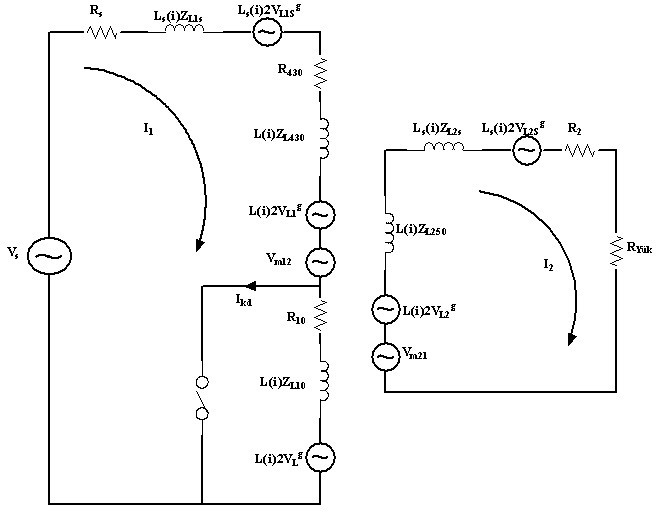 Rs
Ls(i)ZL1s
Ls(i)2VL1S^g
R430
I1
L(i)ZL430
L(i)2VL1^g
Vs
Vm12
Ikd
R10
L(i)ZL10
L(i)2VL^g
Ls(i)ZL2s
Ls(i)2VL2S^g
R2
L(i)ZL250
RYük
I2
L(i)2VL2^g
Vm21